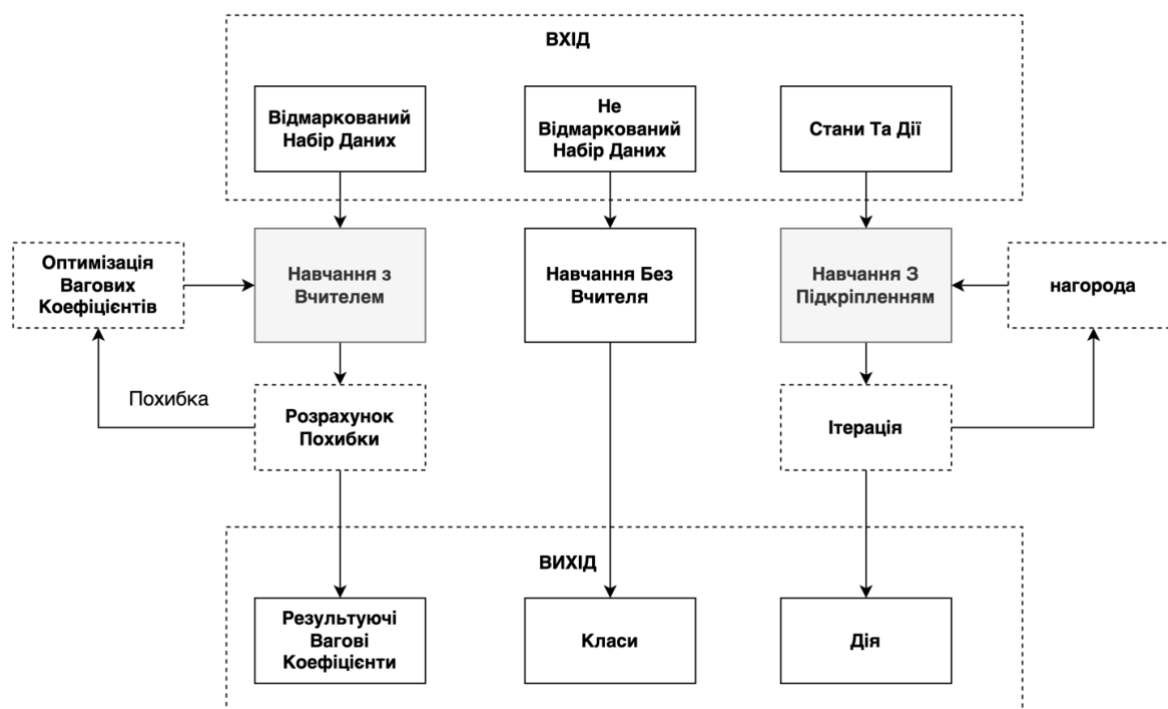 ВХІД
Відмаркований
Набір Даних
Не
Відмаркований
Набір Даних
Стани Та Дії
Оптимізація
Вагових
Коефіцієнтів
Навчання з
Вчителем
Навчання Без
Вчителя
Навчання З
Підкріпленням
нагорода
Похибка
Розрахунок
Похибки
Ітерація
ВИХІД
Результуючі
Вагові
Коефіцієнти
Класи
Дія